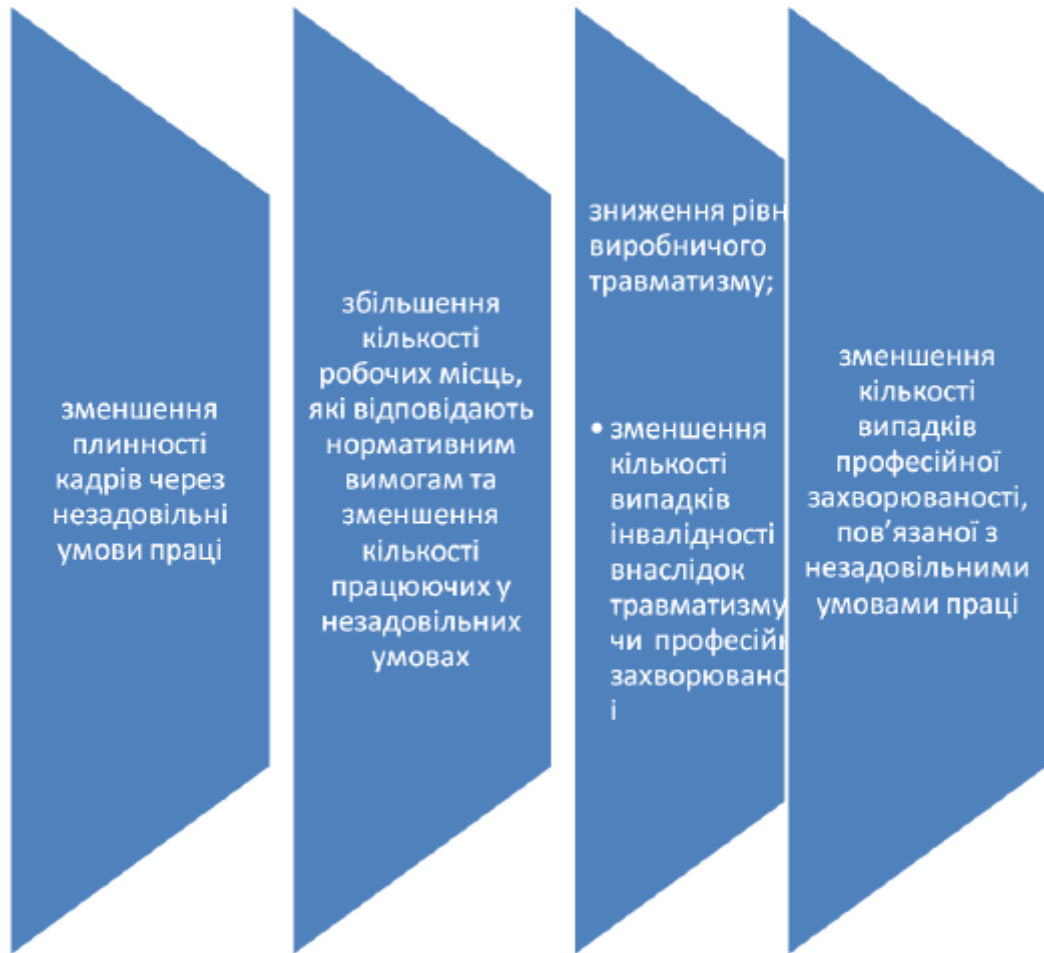 зменшення
плинності
кадрів через
незадовільні
умови праці
збільшення
кількості
робочих місць,
які відповідають
нормативним
вимогам та
зменшення
кількості
працюючих у
незадовільних
умовах
зниження рівн
виробничого
травматизму;
• зменшення
кількості
випадків
інвалідності
внаслідок
травматизму
чи професій
захворювано
і
зменшення
кількості
випадків
професійної
захворюваності,
пов’язаної з
незадовільними
умовами праці